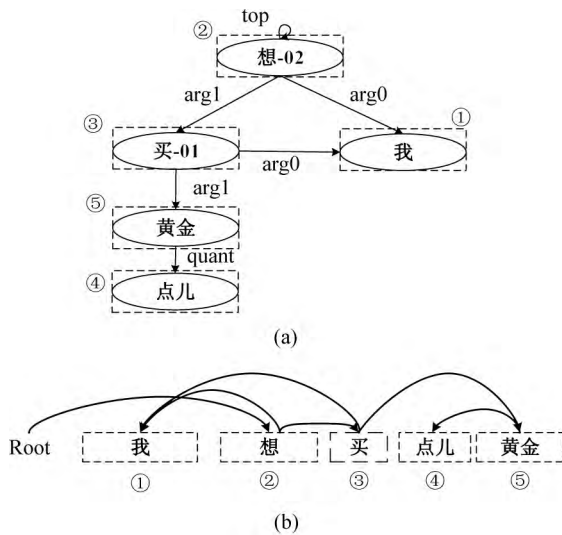 top
② 想-02
arg1 arg0
③ 买-01 arg0 ① 我
arg1
⑤ 黄金
quant
④ 点儿
(a)
Root 我 想 买 点儿 黄金
① ② ③ ④ ⑤
(b)